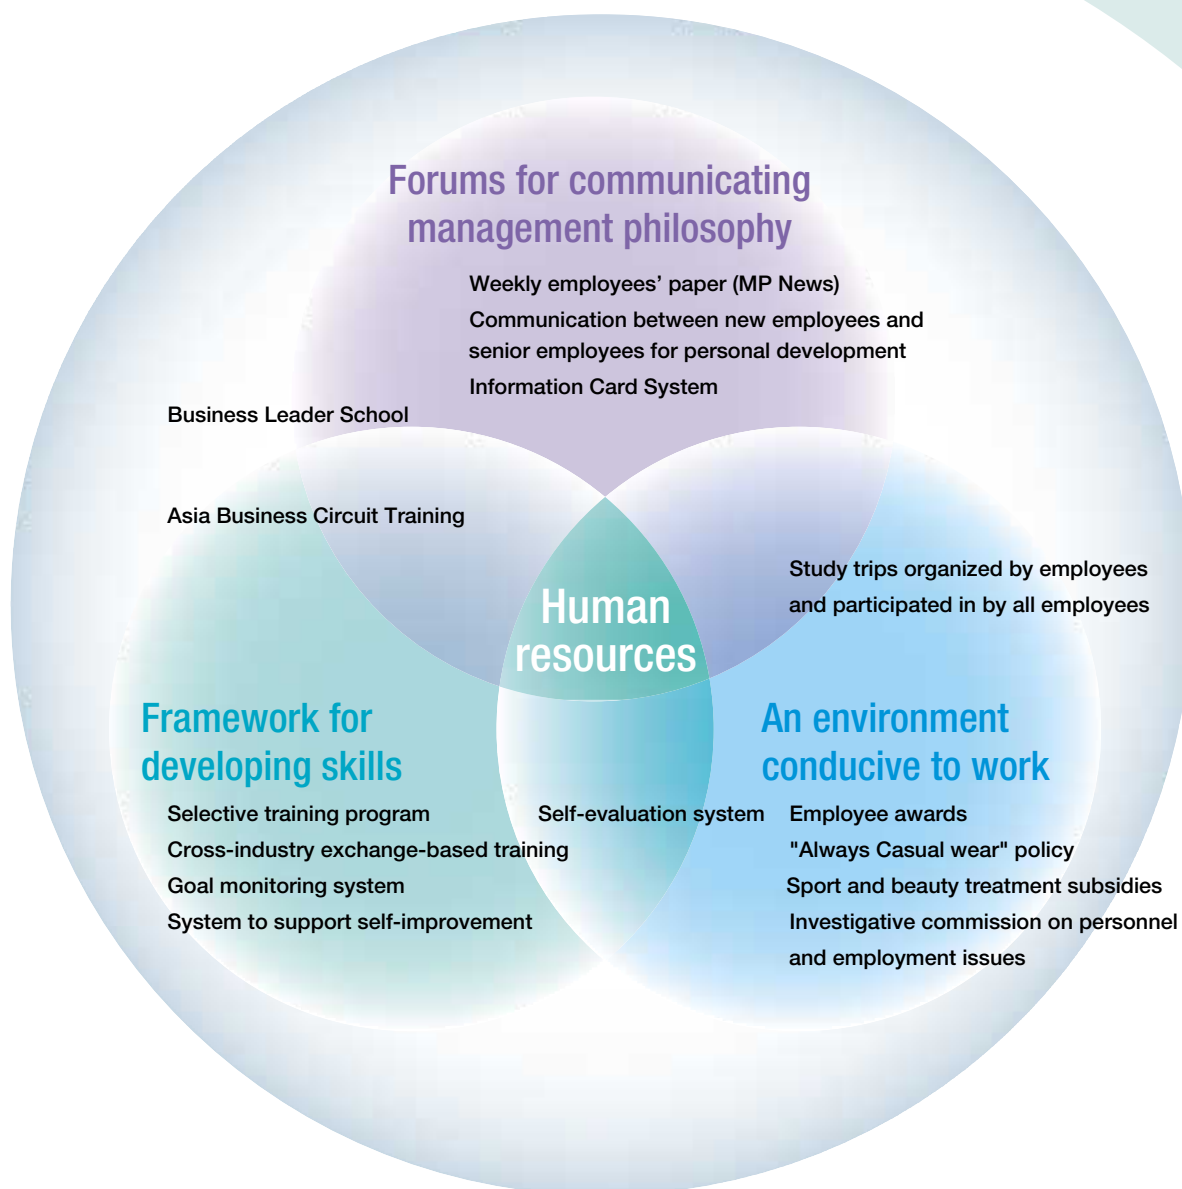 Forums for communicating
management philosophy
Weekly employees’ paper (MP News)
Communication between new employees and
senior employees for personal development
Information Card System
Business Leader School
Asia Business Circuit Training
Study trips organized by employees
and participated in by all employees
Human
resources
Framework for
developing skills
Selective training program
Cross-industry exchange-based training
Goal monitoring system
System to support self-improvement
Self-evaluation system
An environment
conducive to work
Employee awards
"Always Casual wear" policy
Sport and beauty treatment subsidies
Investigative commission on personnel
and employment issues